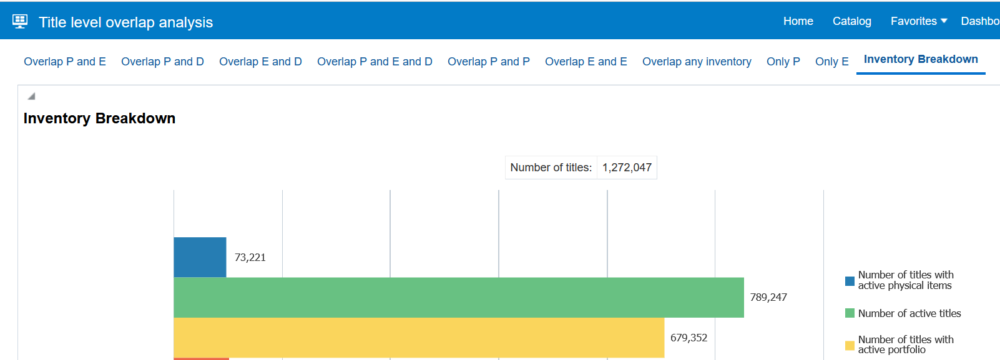 Title level overlap analysis
Home Catalog Favorites Dashbo
Overlap P and E Overlap P and D Overlap E and D Overlap P and E and D Overlap P and P Overlap E and E Overlap any inventory Only P Only E Inventory Breakdown
Inventory Breakdown
Number of titles: 1,272,047
73,221
789,247
679,352
Number of titles with
active physical items
Number of active titles
Number of titles with
active portfolio